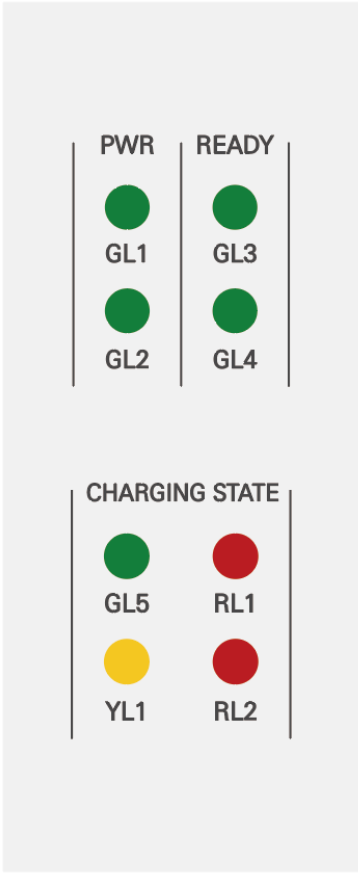 PWR READY
GL1 GL3
GL2 GL4
CHARGING STATE
GL5 RL1
YL1 RL2